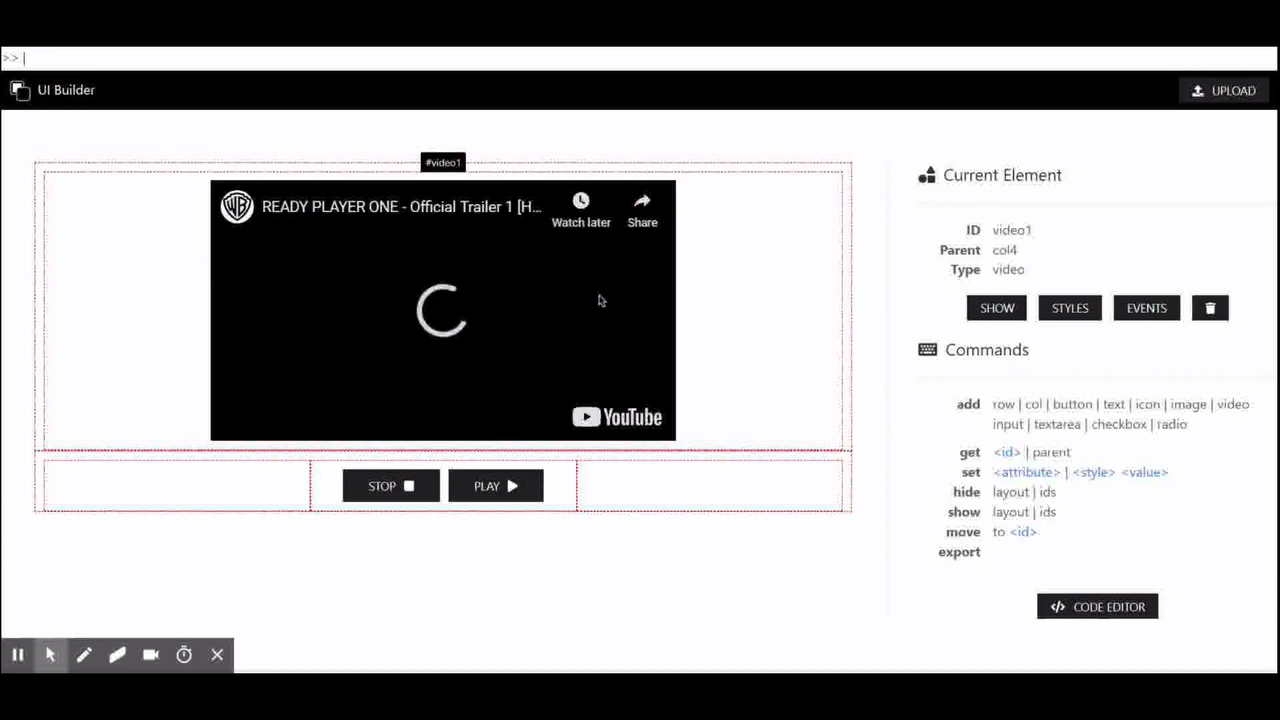 >>
UI Builder
UPLOAD
#video1
WB
READY PLAYER ONE - Official Trailer 1 [H...
Watch later
Share
YouTube
STOP
PLAY
Current Element
ID video1
Parent col4
Type video
SHOW STYLES EVENTS
Commands
add row | col | button | text | icon | image | video
input | textarea | checkbox | radio
get <id> | parent
set <attribute> | <style> <value>
hide layout | ids
show layout | ids
move to <id>
export
</> CODE EDITOR